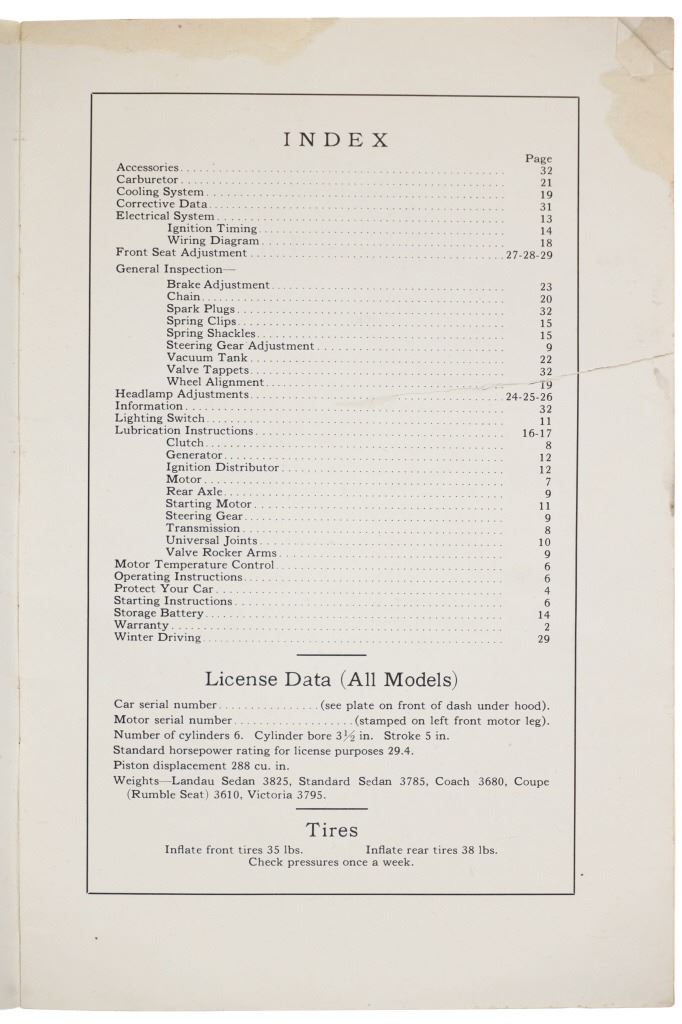 INDEX
Page
Accessories 32
Carburetor 21
Cooling System 19
Corrective Data 31
Electrical System 13
Ignition Timing 14
Wiring Diagram 18
Front Seat Adjustment 27-28-29
General Inspection—
Brake Adjustment 23
Chain 20
Spark Plugs 32
Spring Clips 15
Spring Shackles 15
Steering Gear Adjustment 9
Vacuum Tank 22
Valve Tappets 32
Wheel Alignment 19
Headlamp Adjustments 24-25-26
Information 32
Lighting Switch 11
Lubrication Instructions 16-17
Clutch 8
Generator 12
Ignition Distributor 12
Motor 7
Rear Axle 9
Starting Motor 11
Steering Gear 9
Transmission 8
Universal Joints 10
Valve Rocker Arms 9
Motor Temperature Control 6
Operating Instructions 6
Protect Your Car 4
Starting Instructions 6
Storage Battery 14
Warranty 2
Winter Driving 29
License Data (All Models)
Car serial number................(see plate on front of dash under hood).
Motor serial number...................(stamped on left front motor leg).
Number of cylinders 6. Cylinder bore 3½ in. Stroke 5 in.
Standard horsepower rating for license purposes 29.4.
Piston displacement 288 cu. in.
Weights—Landau Sedan 3825, Standard Sedan 3785, Coach 3680, Coupe
(Rumble Seat) 3610, Victoria 3795.
Tires
Inflate front tires 35 lbs. Inflate rear tires 38 lbs.
Check pressures once a week.